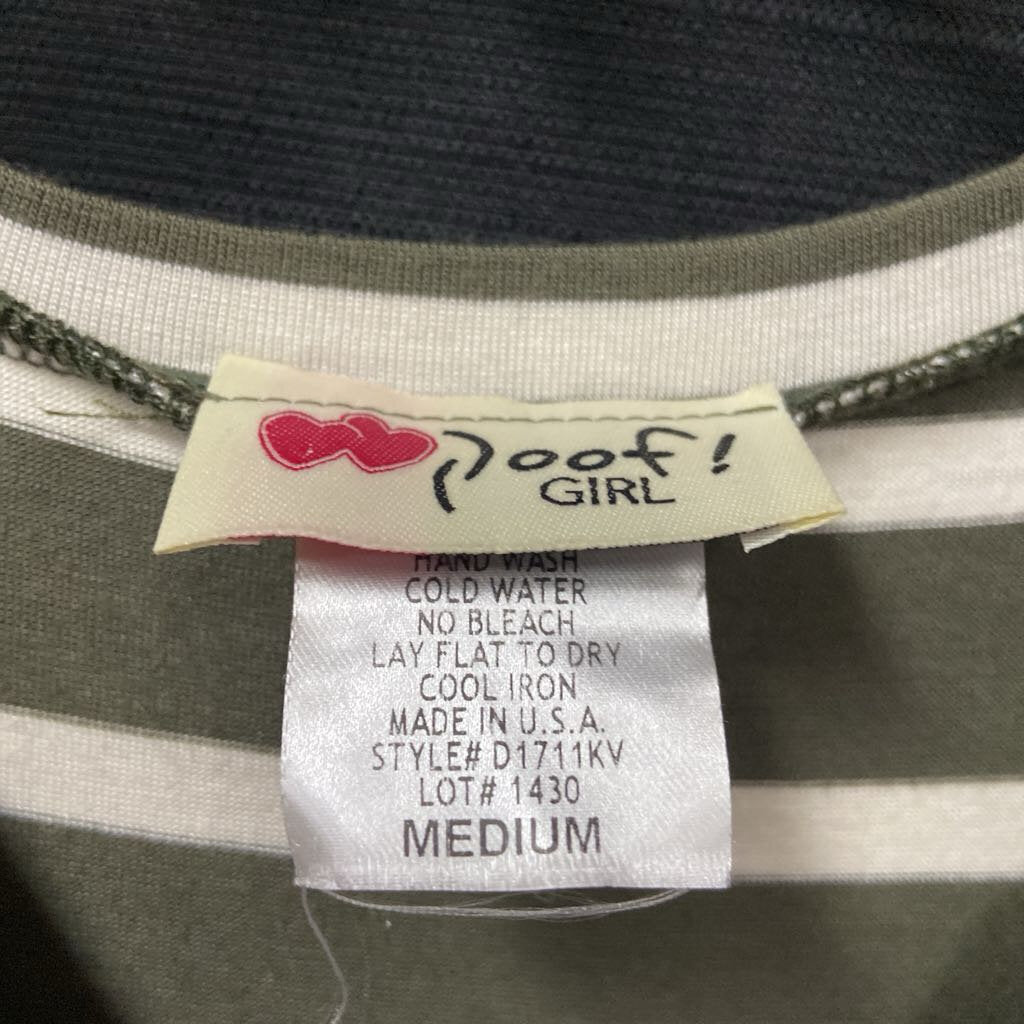 Poof!
GIRL
HAND WASH
COLD WATER
NO BLEACH
LAY FLAT TO DRY
COOL IRON
MADE IN U.S.A.
STYLE# D1711KV
LOT# 1430
MEDIUM